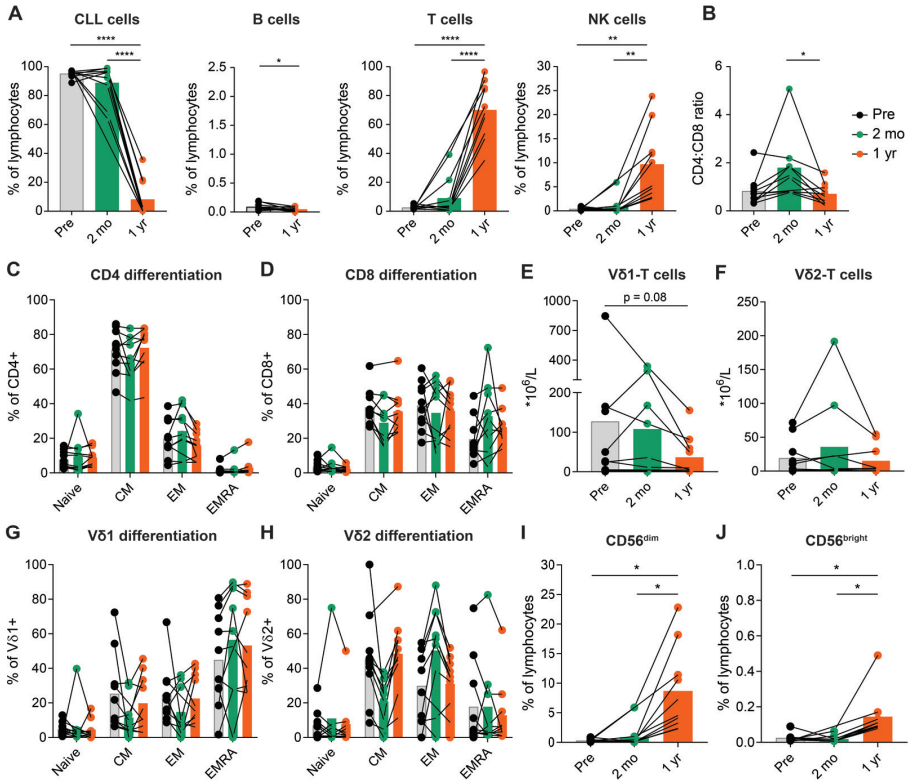 A
CLL cells
B cells
T cells
NK cells
B
****
****
*
****
****
**
**
*
% of lymphocytes
100
80
60
40
20
0
Pre
2 mo
1 yr
% of lymphocytes
2.5
2.0
1.5
1.0
0.5
0.0
Pre
1 yr
% of lymphocytes
100
80
60
40
20
0
Pre
2 mo
1 yr
% of lymphocytes
30
25
20
15
10
5
0
Pre
2 mo
1 yr
CD4:CD8 ratio
6
4
2
0
Pre
2 mo
1 yr
Pre
2 mo
1 yr
C
CD4 differentiation
% of CD4+
100
80
60
40
20
0
Naive
CM
EM
EMRA
D
CD8 differentiation
% of CD8+
100
80
60
40
20
0
Naive
CM
EM
EMRA
E
Vδ1-T cells
p = 0.08
*10⁶/L
1000
800
600
400
200
100
50
0
Pre
2 mo
1 yr
F
Vδ2-T cells
*10⁶/L
250
200
150
100
50
0
Pre
2 mo
1 yr
G
Vδ1 differentiation
% of Vδ1+
100
80
60
40
20
0
Naive
CM
EM
EMRA
H
Vδ2 differentiation
% of Vδ2+
100
80
60
40
20
0
Naive
CM
EM
EMRA
I
CD56dim
*
*
% of lymphocytes
30
25
20
15
10
5
0
Pre
2 mo
1 yr
J
CD56bright
*
*
% of lymphocytes
1.0
0.8
0.6
0.4
0.2
0.0
Pre
2 mo
1 yr